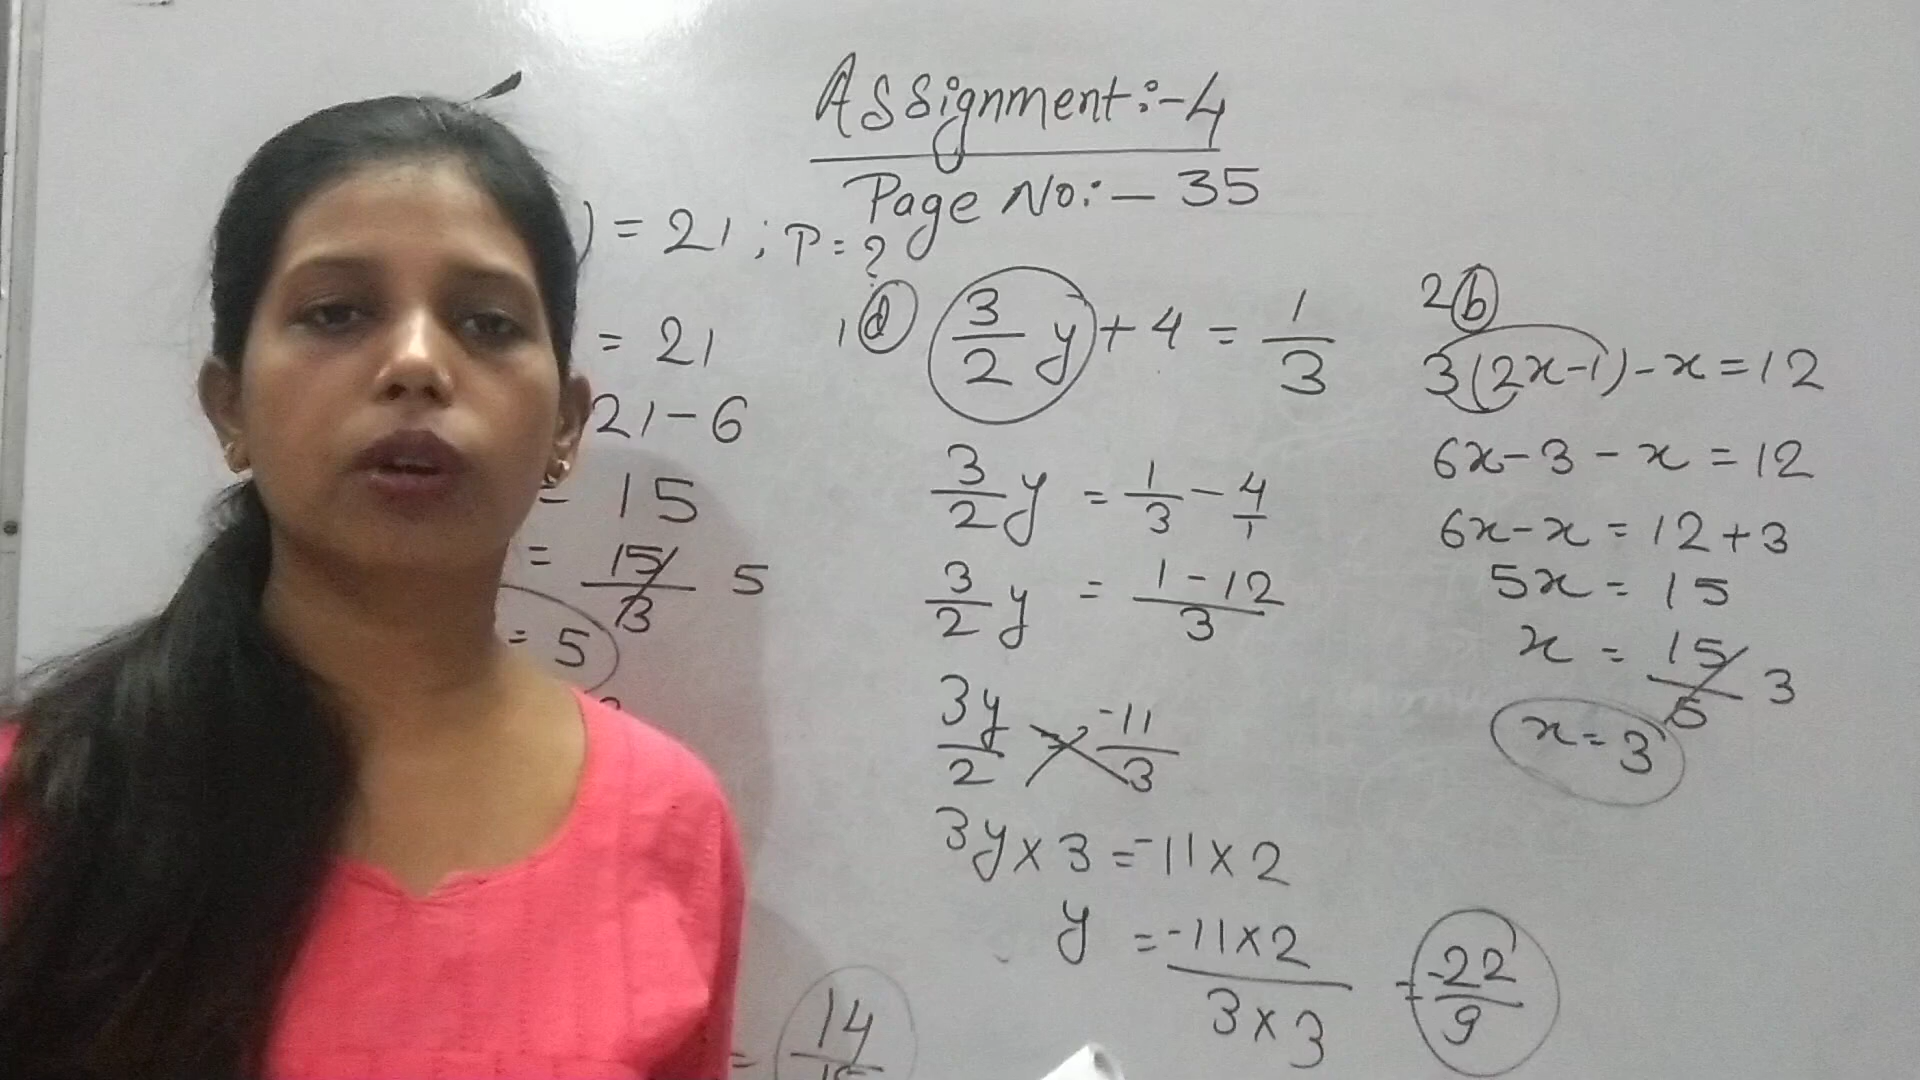 Assignment:-4
Page No:- 35
) = 21 ; P = ?
= 21
21-6
= 15
= 15/3 5
= 5
= 14
1(d) 3/2 y + 4 = 1/3
3/2 y = 1/3 - 4/1
3/2 y = 1-12/3
3y/2 = -11/3
3y × 3 = -11 × 2
y = -11×2/3×3 = -22/9
2(b)
3(2x-1)-x=12
6x-3-x=12
6x-x=12+3
5x=15
x=15/5 3
x=3